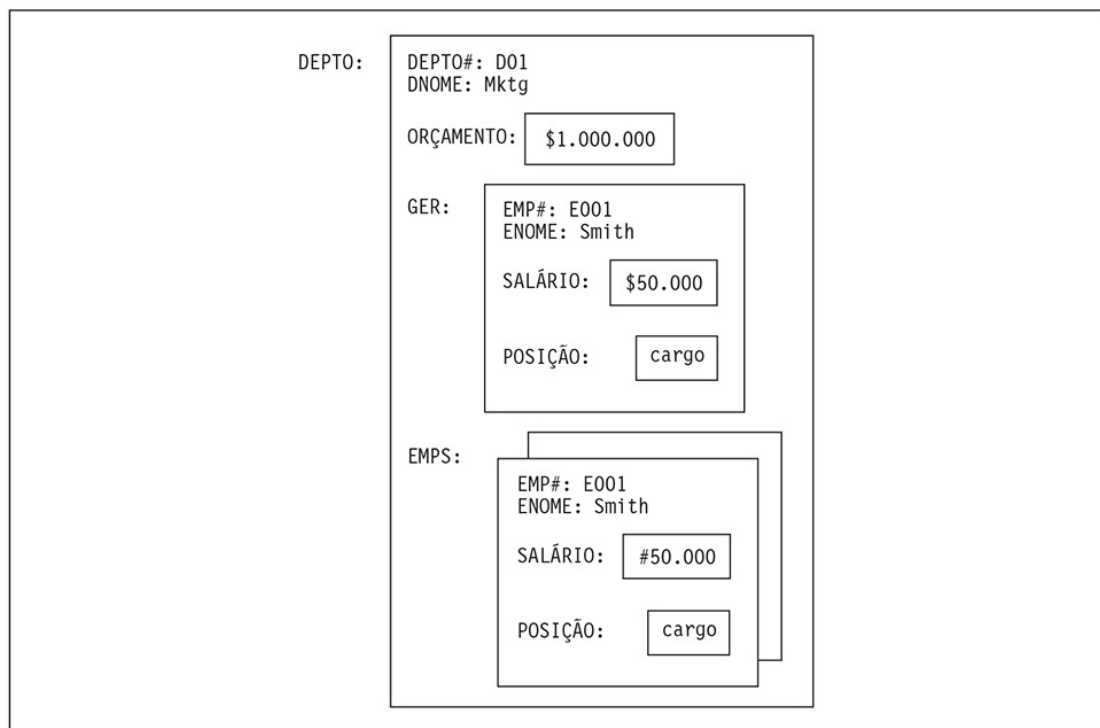 DEPTO: DEPTO#: D01
DNOME: Mktg
ORÇAMENTO: $1.000.000
GER: EMP#: E001
ENOME: Smith
SALÁRIO: $50.000
POSIÇÃO: cargo
EMPS:
EMP#: E001
ENOME: Smith
SALÁRIO: #50.000
POSIÇÃO: cargo